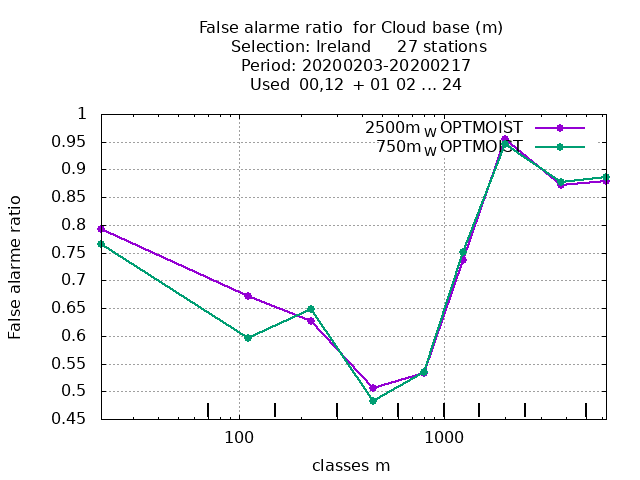 False alarme ratio  for Cloud base (m)
Selection: Ireland     27 stations
Period: 20200203-20200217
Used  00,12  + 01 02 ... 24
2500m W OPTMOIST
750m W OPTMOIST
1
0.95
0.9
0.85
0.8
0.75
0.7
0.65
0.6
0.55
0.5
0.45
False alarme ratio
100
1000
classes m